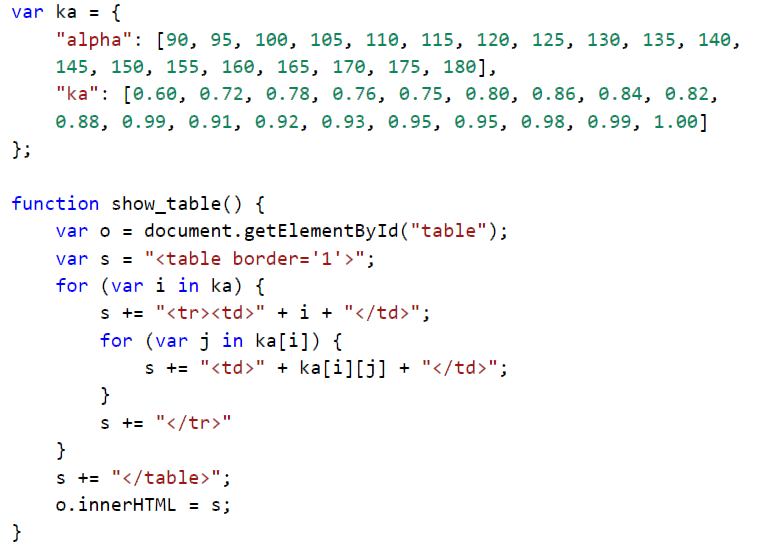 var ka = {
    "alpha": [90, 95, 100, 105, 110, 115, 120, 125, 130, 135, 140,
    145, 150, 155, 160, 165, 170, 175, 180],
    "ka": [0.60, 0.72, 0.78, 0.76, 0.75, 0.80, 0.86, 0.84, 0.82,
    0.88, 0.99, 0.91, 0.92, 0.93, 0.95, 0.95, 0.98, 0.99, 1.00]
};

function show_table() {
    var o = document.getElementById("table");
    var s = "<table border='1'>";
    for (var i in ka) {
        s += "<tr><td>" + i + "</td>";
        for (var j in ka[i]) {
            s += "<td>" + ka[i][j] + "</td>";
        }
        s += "</tr>"
    }
    s += "</table>";
    o.innerHTML = s;
}